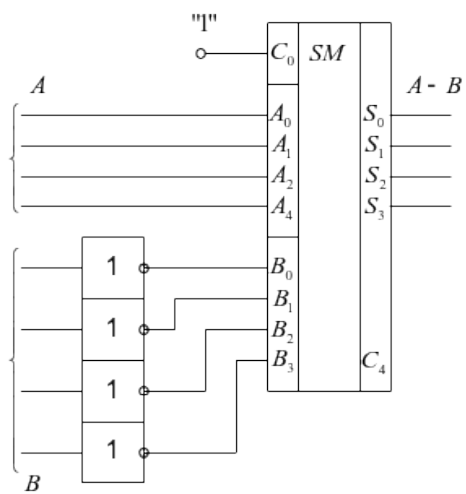 "1"
C₀ SM
A A - B
A₀ S₀
A₁ S₁
A₂ S₂
A₄ S₃
1 B₀
B₁
1 B₂
B₃ C₄
1
1
B